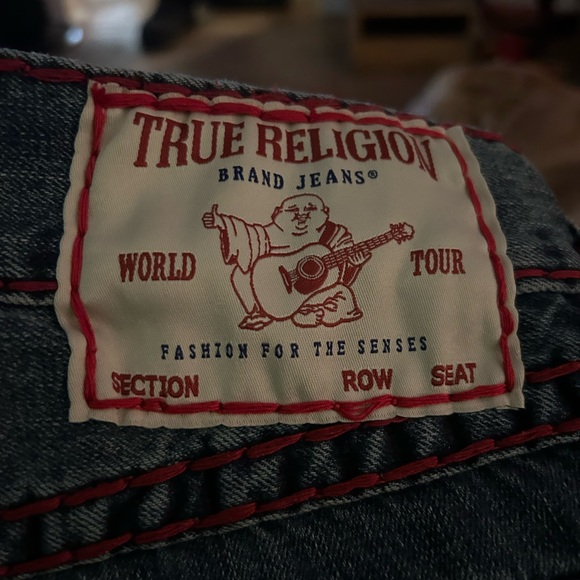 TRUE RELIGION
BRAND JEANS®
WORLD TOUR
FASHION FOR THE SENSES
SECTION ROW SEAT